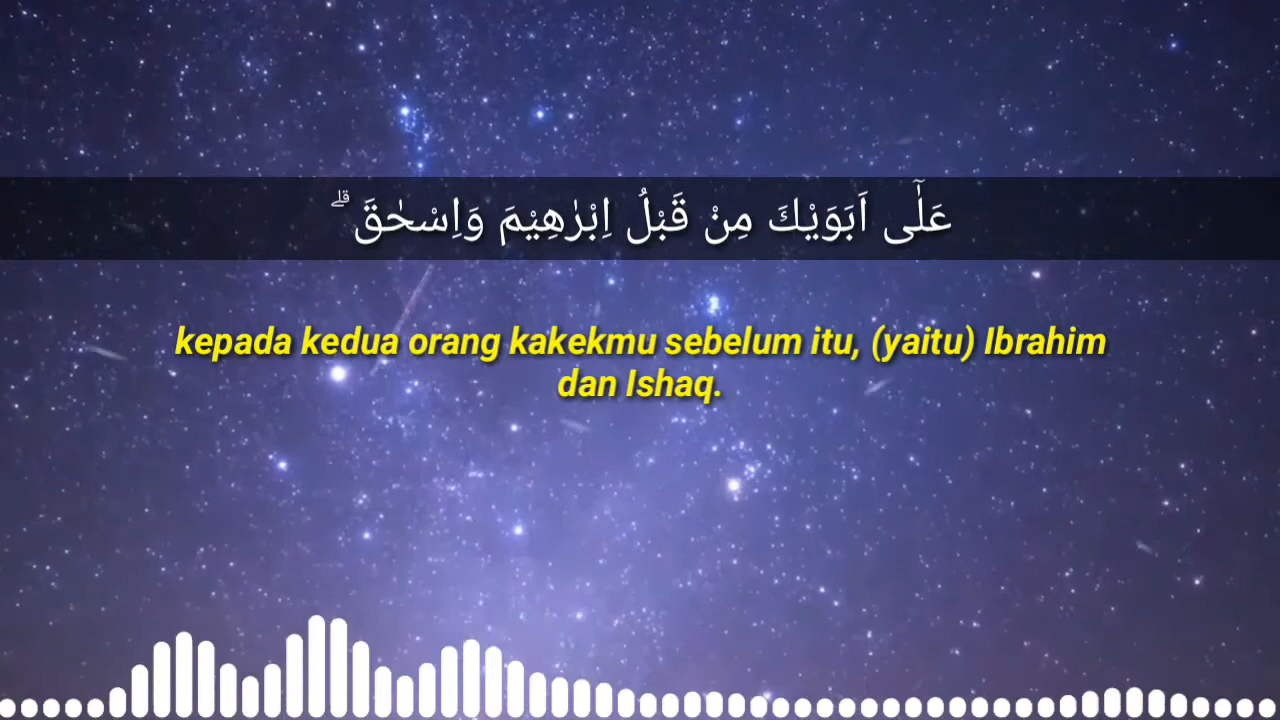 عَلٰٓى اَبَوَيْكَ مِنْ قَبْلُ اِبْرٰهِيْمَ وَاِسْحٰقَ ۗ
kepada kedua orang kakekmu sebelum itu, (yaitu) Ibrahim
dan Ishaq.